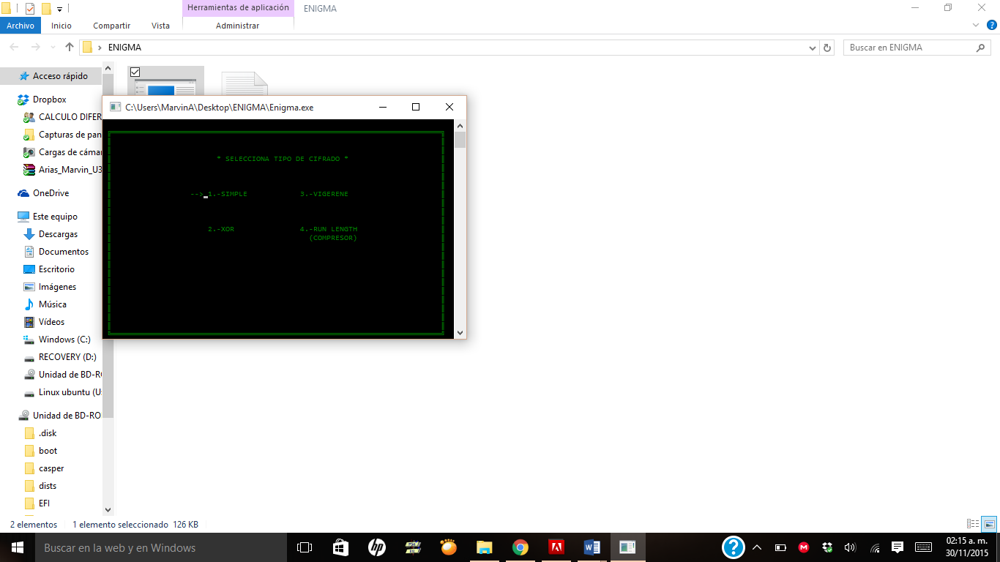 Herramientas de aplicación
ENIGMA
Archivo
Inicio
Compartir
Vista
Administrar
ENIGMA
Buscar en ENIGMA
Acceso rápido
Dropbox
CALCULO DIFER
Capturas de pan
Cargas de cámar
Arias_Marvin_U3
OneDrive
Este equipo
Descargas
Documentos
Escritorio
Imágenes
Música
Vídeos
Windows (C:)
RECOVERY (D:)
Unidad de BD-RO
Linux ubuntu (U:
Unidad de BD-RO
.disk
boot
casper
dists
EFI
C:\Users\MarvinA\Desktop\ENIGMA\Enigma.exe
* SELECCIONA TIPO DE CIFRADO *
-->_1.-SIMPLE 3.-VIGERENE
2.-XOR 4.-RUN LENGTH
(COMPRESOR)
2 elementos 1 elemento seleccionado 126 KB
Buscar en la web y en Windows
hp
02:15 a. m.
30/11/2015